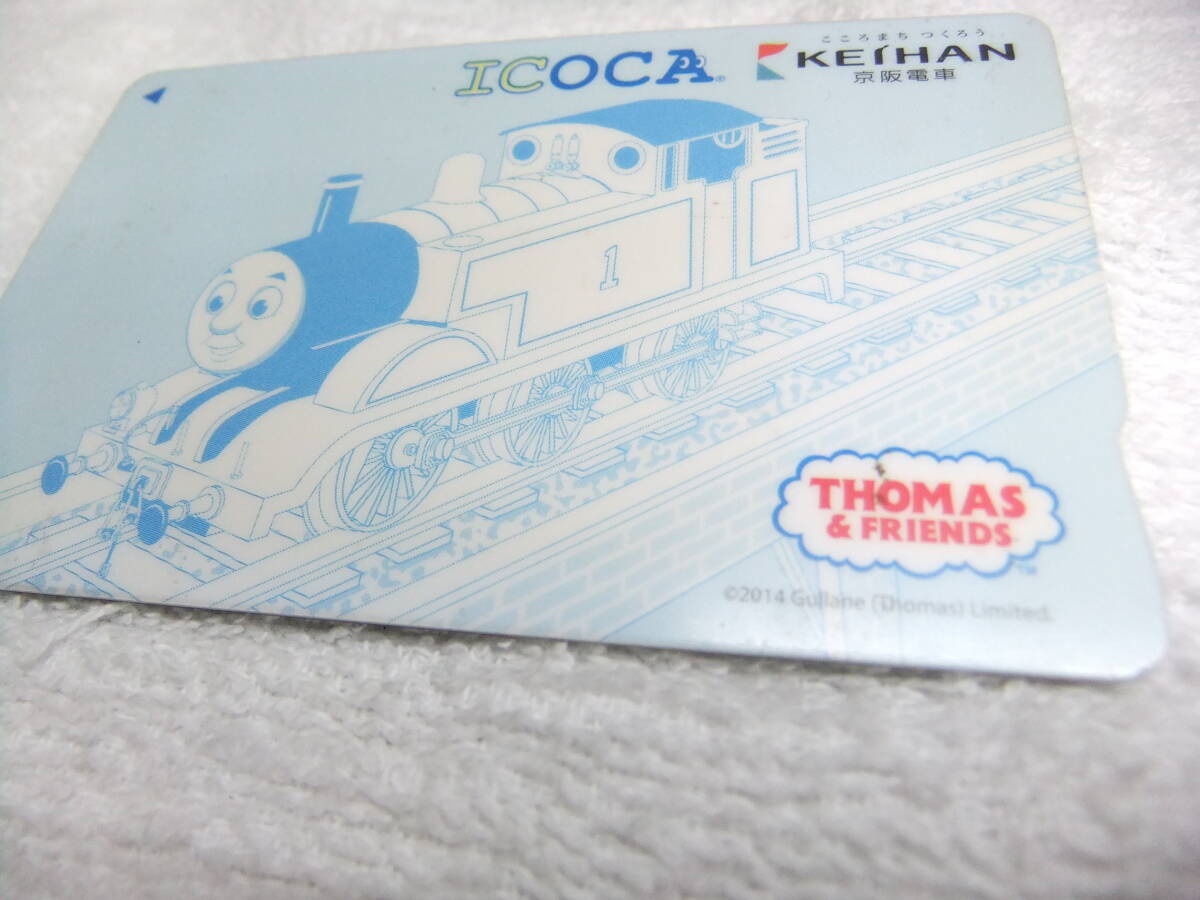 ICOCA®
こころまち つくろう
KEIHAN
京阪電車
1
THOMAS
& FRIENDS
™
©2014 Gullane (Thomas) Limited.